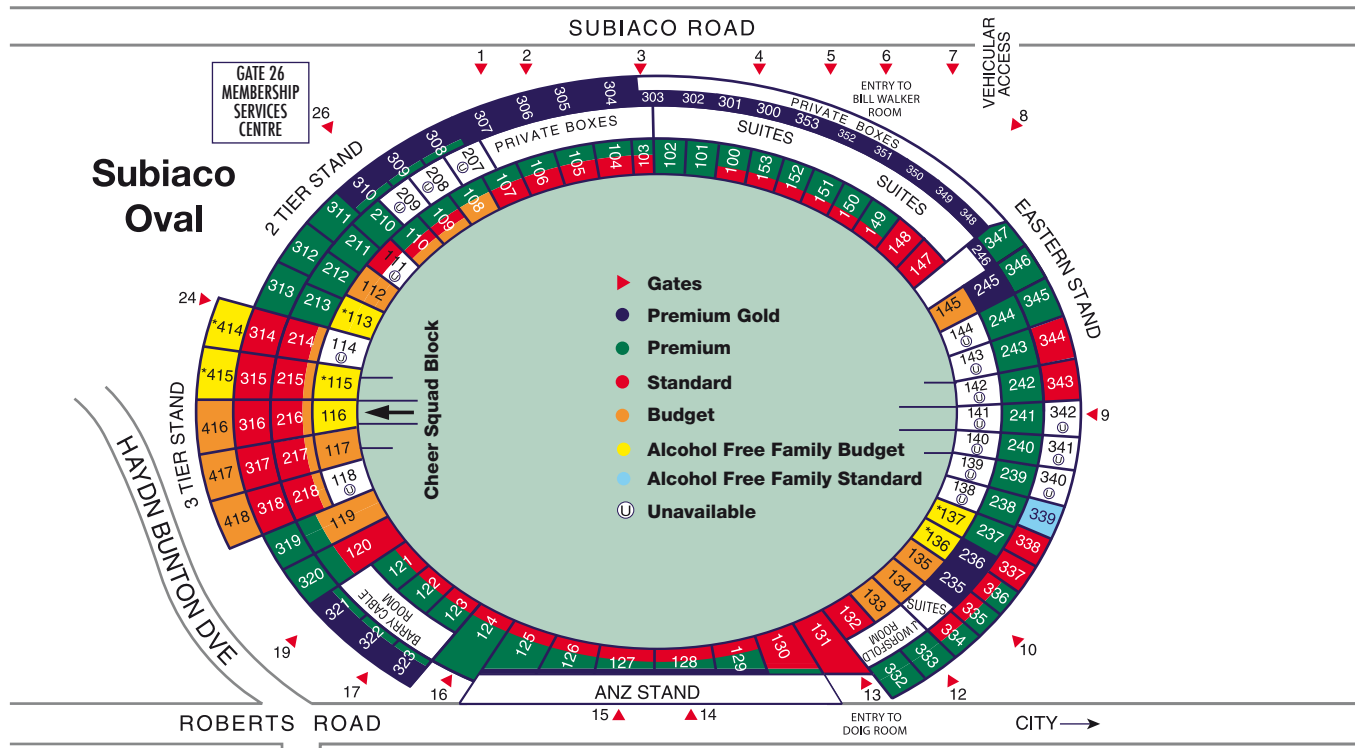 SUBIACO ROAD
1
2
3
4
5
6
7
ENTRY TO
BILL WALKER
ROOM
VEHICULAR
ACCESS
8
GATE 26
MEMBERSHIP
SERVICES
CENTRE
26
Subiaco
Oval
2 TIER STAND
PRIVATE BOXES
PRIVATE BOXES
SUITES
SUITES
EASTERN STAND
310
309
308
307
306
305
304
303
302
301
300
353
352
351
350
349
348
347
346
345
344
343
342
U
341
U
340
U
339
338
337
336
335
334
333
332
311
312
313
314
315
316
317
318
319
320
321
322
323
24
*414
*415
416
417
418
3 TIER STAND
210
209
U
208
U
207
U
211
212
213
214
215
216
217
218
246
245
244
243
242
241
240
239
238
237
236
235
SUITES
J WORSFOLD
ROOM
103
102
101
100
153
152
151
150
149
148
147
145
144
U
143
U
142
U
141
U
140
U
139
U
138
U
*137
*136
135
134
133
132
131
130
129
128
127
126
125
124
123
122
121
120
119
118
U
117
116
*115
114
U
*113
112
111
U
110
109
108
107
106
105
104
BARRY CABLE
ROOM
Cheer Squad Block
Gates
Premium Gold
Premium
Standard
Budget
Alcohol Free Family Budget
Alcohol Free Family Standard
U Unavailable
9
10
12
13
14
15
16
17
19
HAYDN BUNTON DVE
ANZ STAND
ROBERTS ROAD
ENTRY TO
DOIG ROOM
CITY